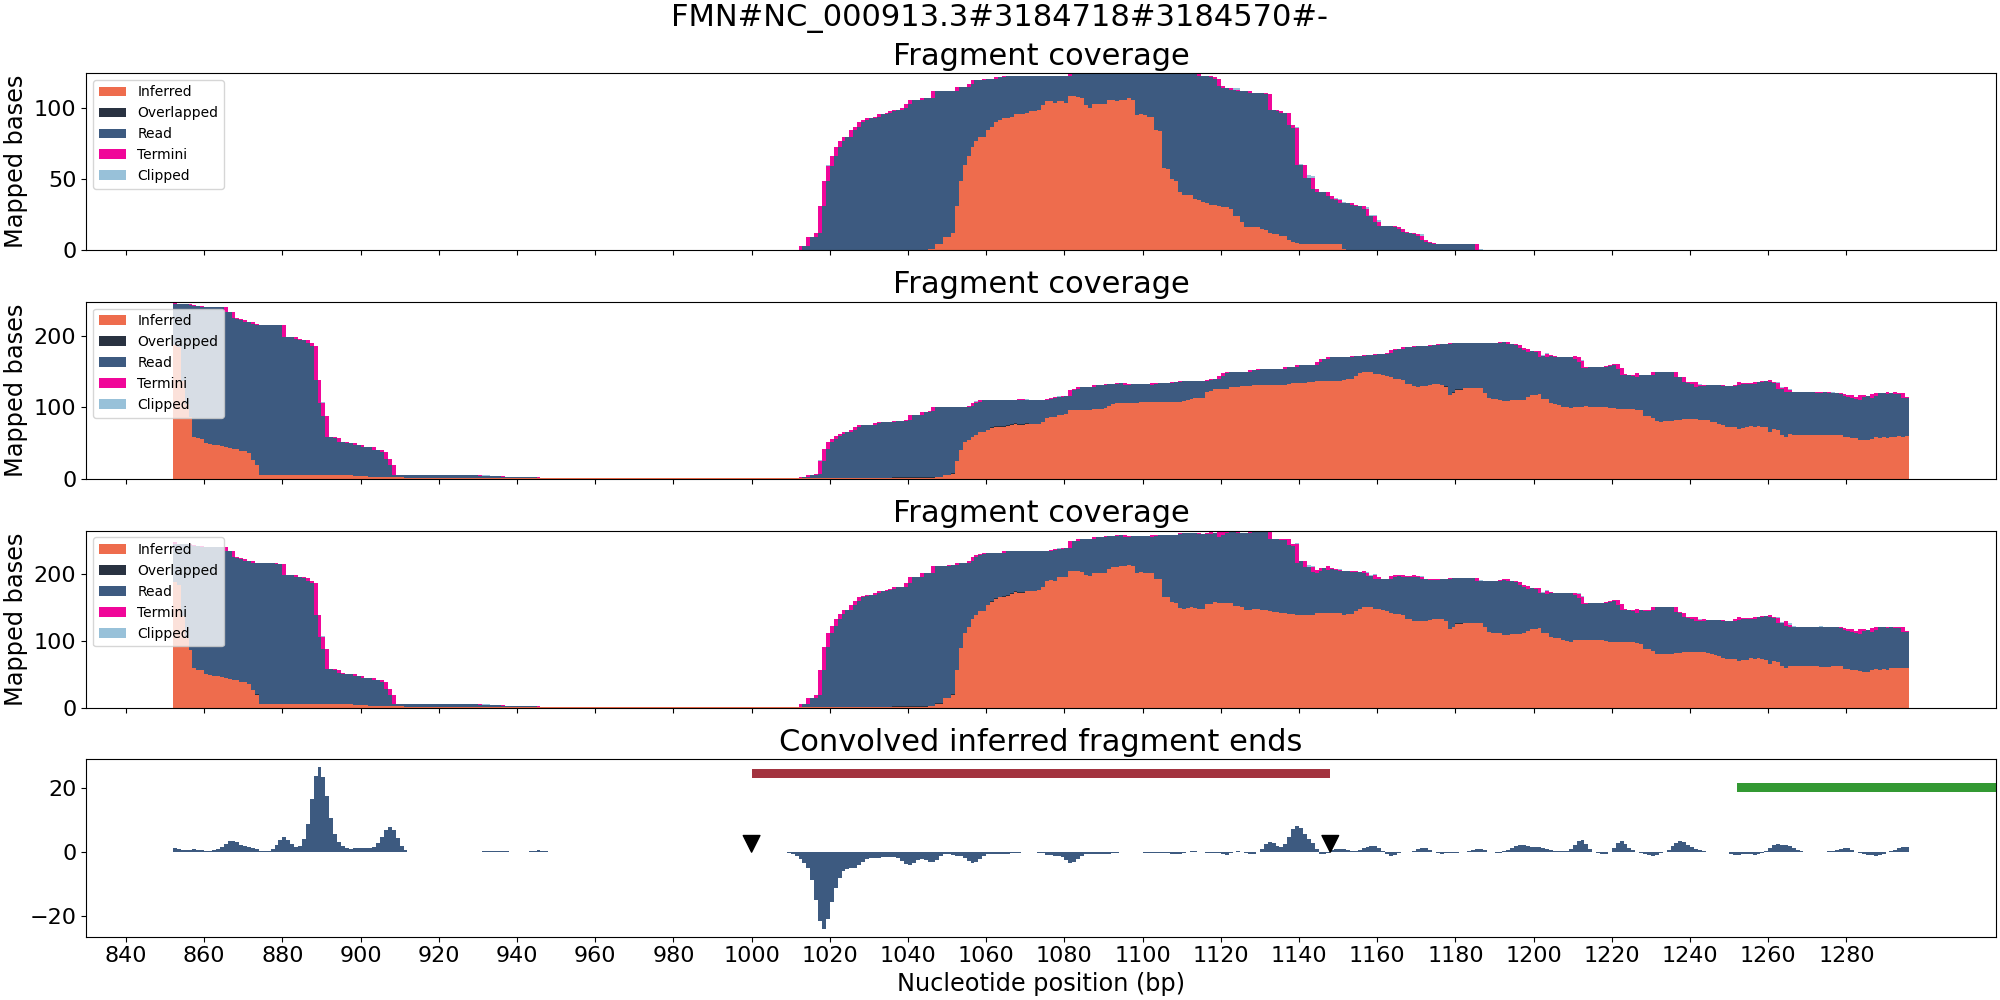 FMN#NC_000913.3#3184718#3184570#-
Fragment coverage
Mapped bases
100
50
0
Inferred
Overlapped
Read
Termini
Clipped
Fragment coverage
Mapped bases
200
100
0
Inferred
Overlapped
Read
Termini
Clipped
Fragment coverage
Mapped bases
200
100
0
Inferred
Overlapped
Read
Termini
Clipped
Convolved inferred fragment ends
20
0
−20
840 860 880 900 920 940 960 980 1000 1020 1040 1060 1080 1100 1120 1140 1160 1180 1200 1220 1240 1260 1280
Nucleotide position (bp)